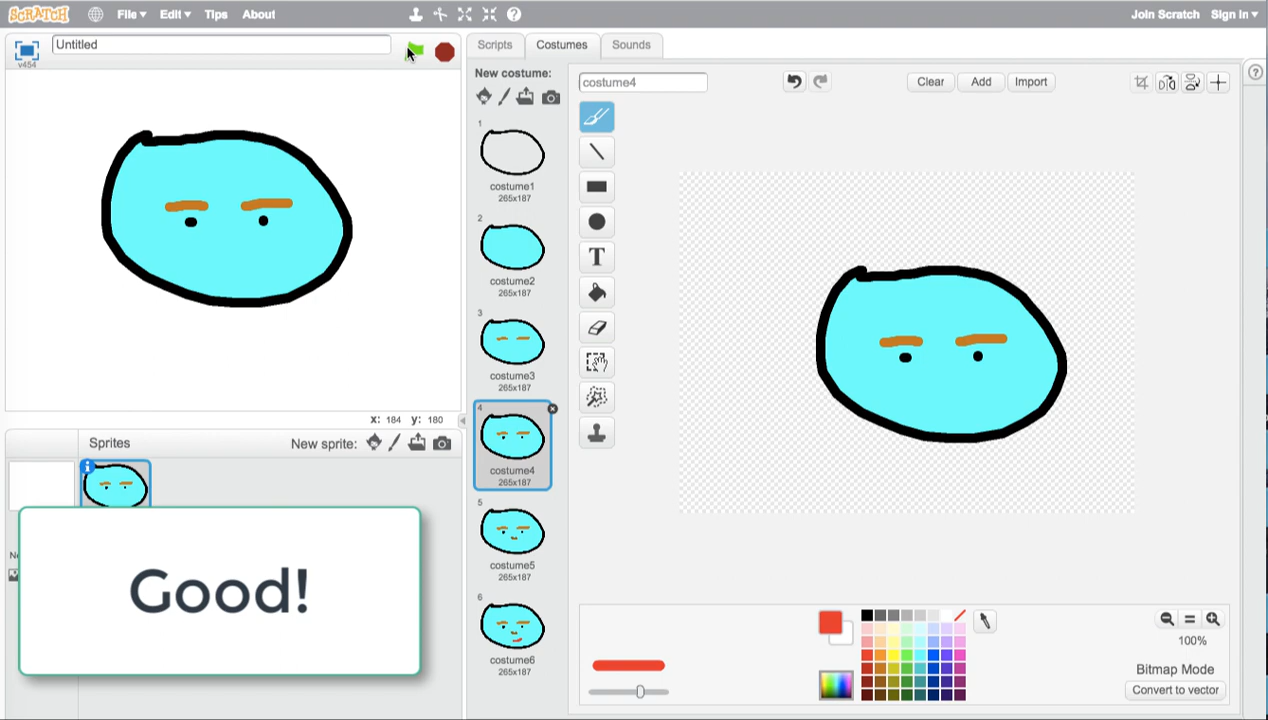 SCRATCH
File▾ Edit▾ Tips About
Join Scratch Sign in▾
v454
Untitled
Scripts Costumes Sounds
New costume:
costume4
Clear Add Import
1
costume1
265x187
2
costume2
265x187
3
costume3
265x187
4
costume4
265x187
5
costume5
265x187
6
costume6
265x187
T
x: 184 y: 180
Sprites New sprite:
Good!
100%
Bitmap Mode
Convert to vector